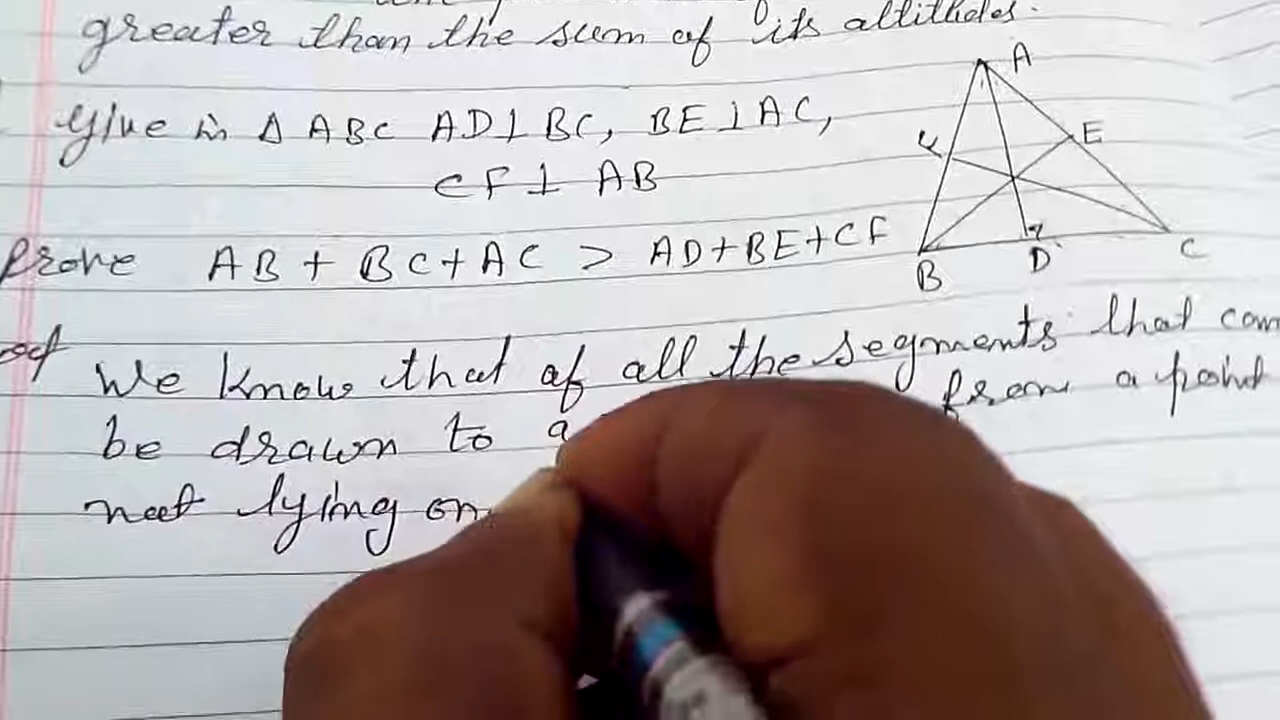 greater than the sum of its altitudes.
Give in Δ ABC AD⊥BC, BE⊥AC,
CF⊥ AB
Prove AB + BC+AC > AD+BE+CF
A
E
B
D
C
We know that of all the segments that can
be drawn to a from a point
not lying on